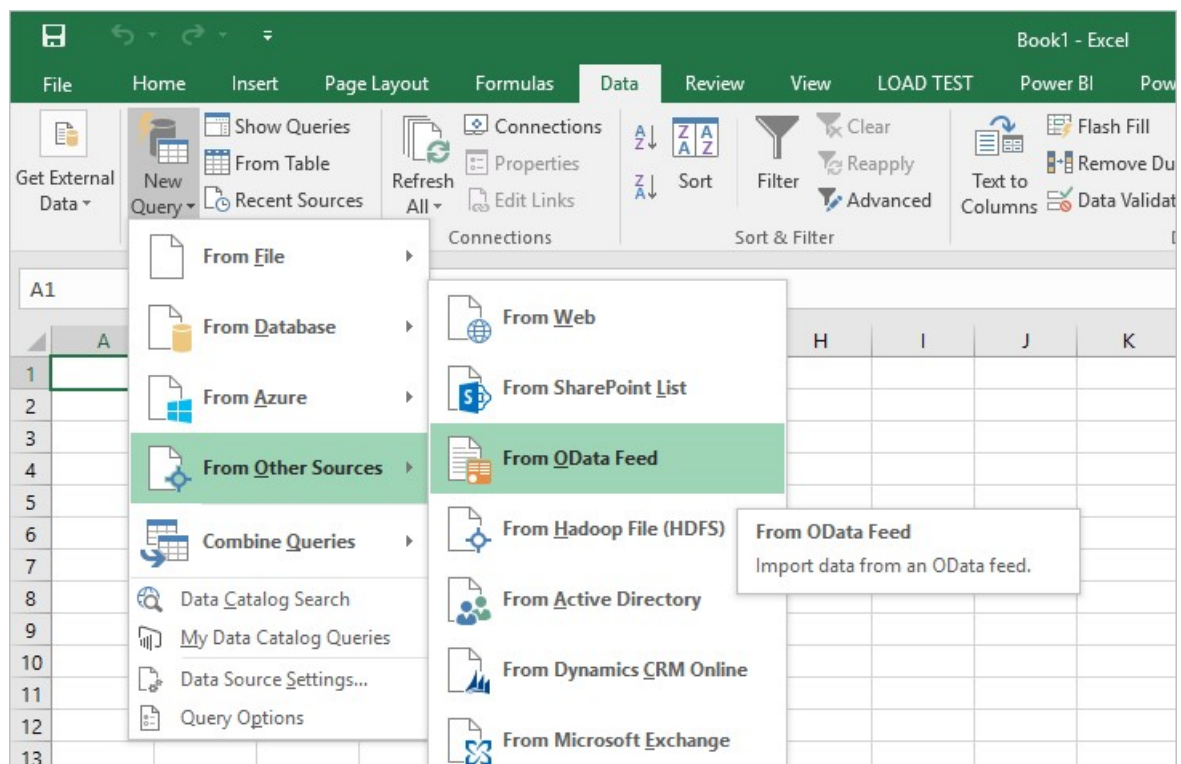 Book1 - Excel
File Home Insert Page Layout Formulas Data Review View LOAD TEST Power BI Pow
Show Queries Connections Clear Flash Fill
From Table Properties Reapply Remove Du
Get External Data
New Query
Recent Sources
Refresh All
Edit Links
Sort
Filter
Advanced
Text to Columns
Data Validat
Connections Sort & Filter
A1
A H I J K
1
2
3
4
5
6
7
8
9
10
11
12
13
From File
From Database
From Azure
From Other Sources
Combine Queries
Data Catalog Search
My Data Catalog Queries
Data Source Settings...
Query Options
From Web
From SharePoint List
From OData Feed
From Hadoop File (HDFS)
From Active Directory
From Dynamics CRM Online
From Microsoft Exchange
From OData Feed
Import data from an OData feed.